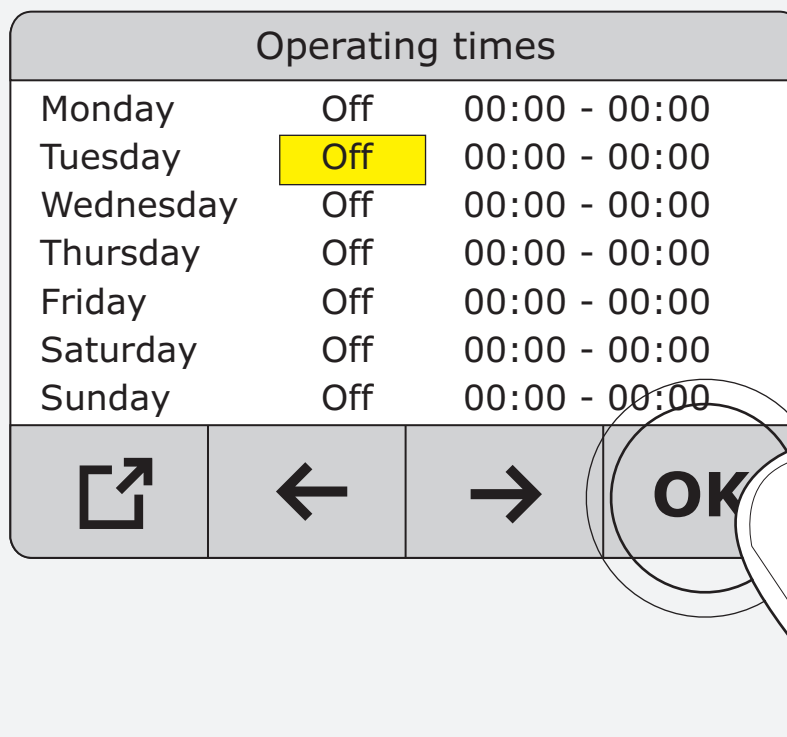 Operating times
Monday Off 00:00 - 00:00
Tuesday Off 00:00 - 00:00
Wednesday Off 00:00 - 00:00
Thursday Off 00:00 - 00:00
Friday Off 00:00 - 00:00
Saturday Off 00:00 - 00:00
Sunday Off 00:00 - 00:00
OK